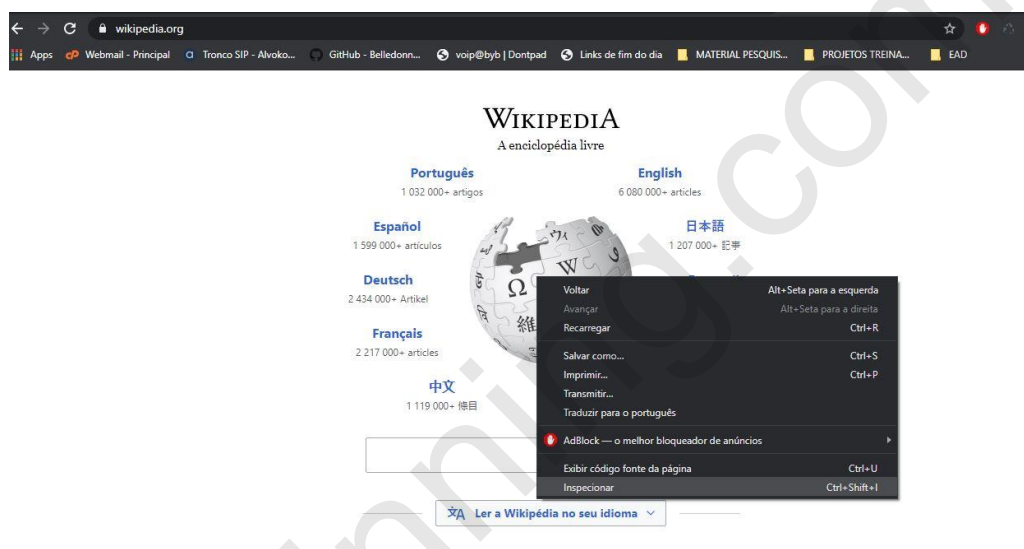 wikipedia.org
Apps Webmail - Principal Tronco SIP - Alvoko... GitHub - Belledonn... voip@byb | Dontpad Links de fim do dia MATERIAL PESQUIS... PROJETOS TREINA... EAD
WIKIPEDIA
A enciclopédia livre
Português English
1 032 000+ artigos 6 080 000+ articles
Español 日本語
1 599 000+ artículos 1 207 000+ 記事
Deutsch
2 434 000+ Artikel
Français
2 217 000+ articles
中文
1 119 000+ 條目
Ω W 維
Voltar Alt+Seta para a esquerda
Avançar Alt+Seta para a direita
Recarregar Ctrl+R
Salvar como... Ctrl+S
Imprimir... Ctrl+P
Transmitir...
Traduzir para o português
AdBlock — o melhor bloqueador de anúncios
Exibir código fonte da página Ctrl+U
Inspecionar Ctrl+Shift+I
Ler a Wikipédia no seu idioma